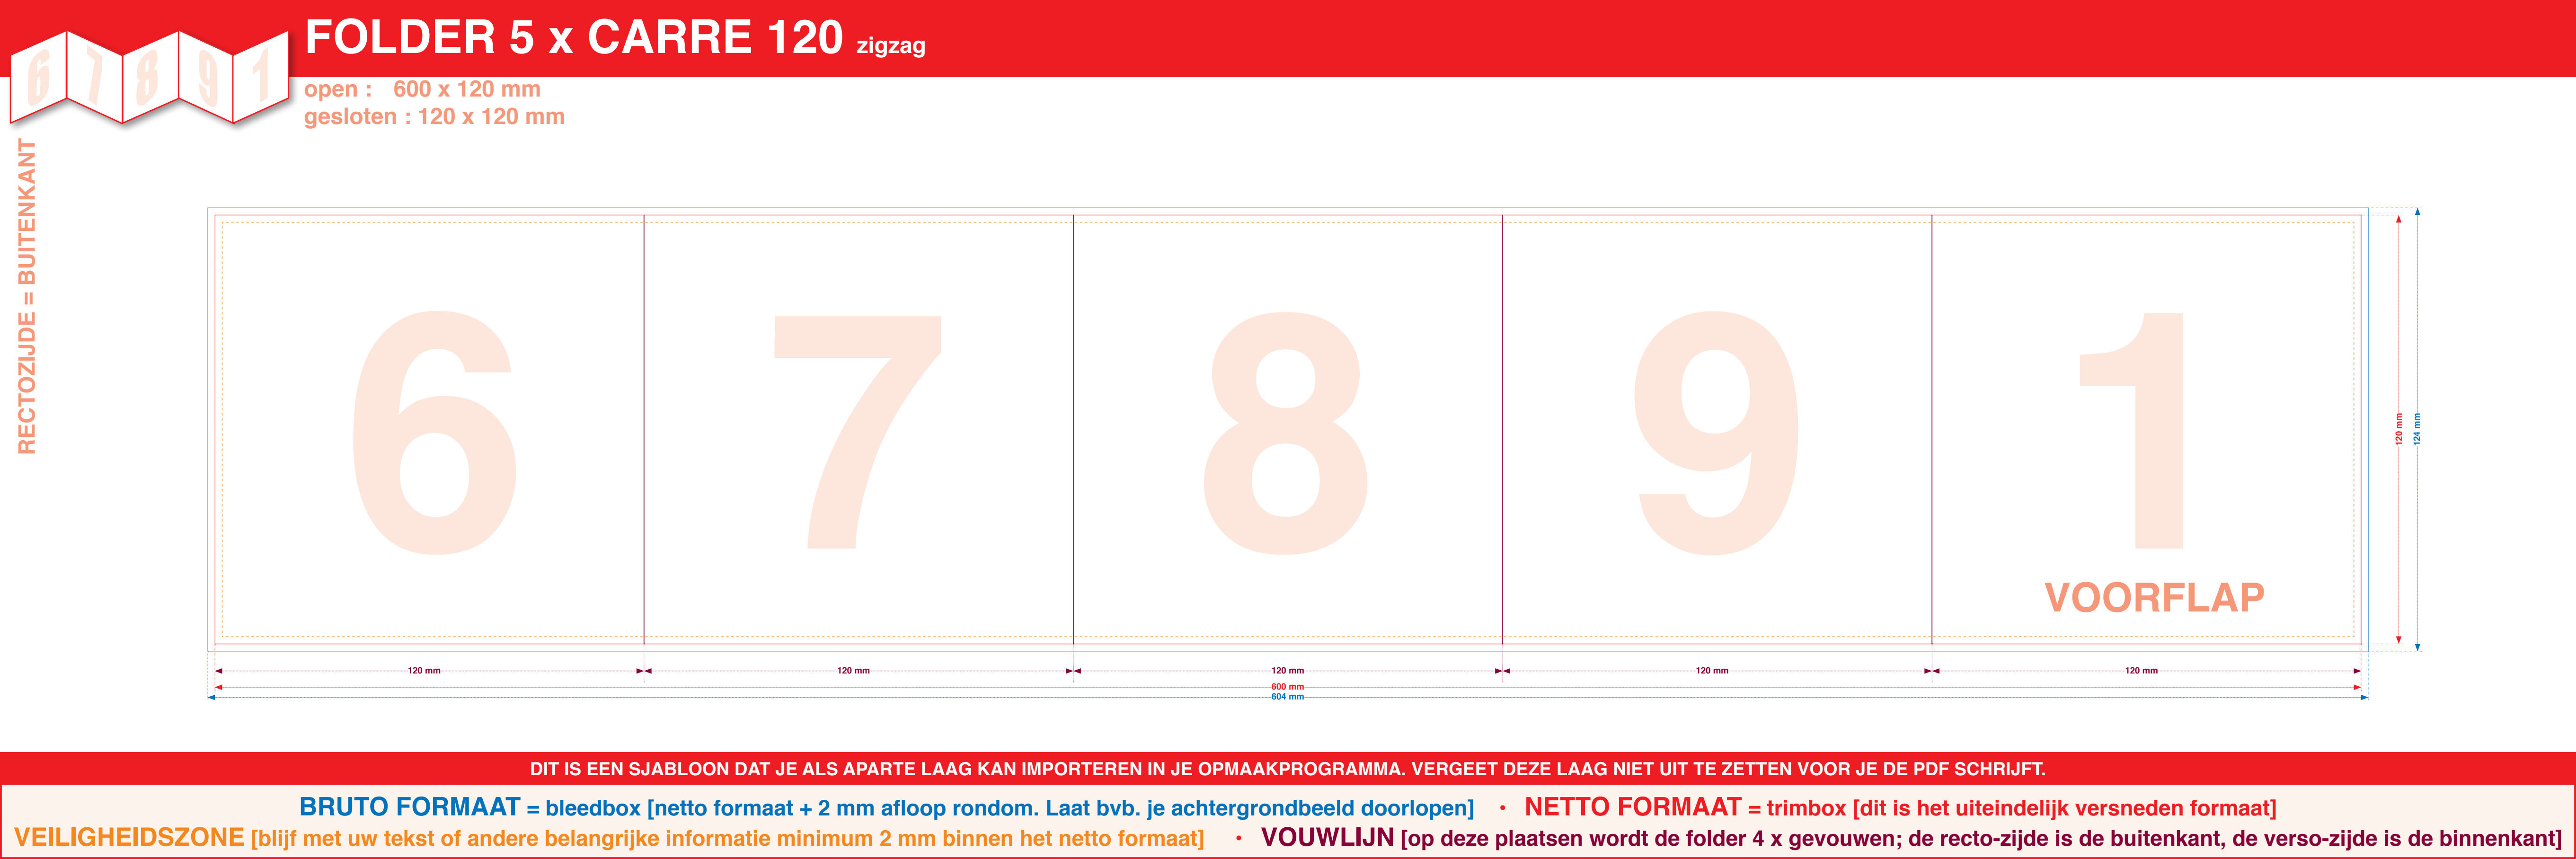 FOLDER 5 x CARRE 120 zigzag
6 7 8 9 1
open : 600 x 120 mm
gesloten : 120 x 120 mm
RECTOZIJDE = BUITENKANT
6 7 8 9 1
VOORFLAP
120 mm 124 mm
120 mm 120 mm 120 mm 120 mm 120 mm
600 mm
604 mm
DIT IS EEN SJABLOON DAT JE ALS APARTE LAAG KAN IMPORTEREN IN JE OPMAAKPROGRAMMA. VERGEET DEZE LAAG NIET UIT TE ZETTEN VOOR JE DE PDF SCHRIJFT.
BRUTO FORMAAT = bleedbox [netto formaat + 2 mm afloop rondom. Laat bvb. je achtergrondbeeld doorlopen] • NETTO FORMAAT = trimbox [dit is het uiteindelijk versneden formaat]
VEILIGHEIDSZONE [blijf met uw tekst of andere belangrijke informatie minimum 2 mm binnen het netto formaat] • VOUWLIJN [op deze plaatsen wordt de folder 4 x gevouwen; de recto-zijde is de buitenkant, de verso-zijde is de binnenkant]